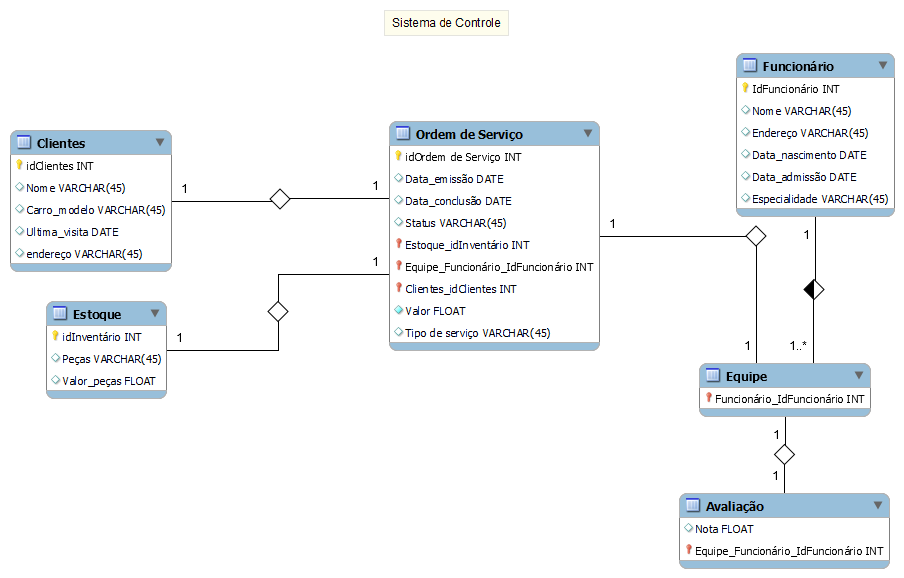 Sistema de Controle
Clientes
idClientes INT
Nome VARCHAR(45)
Carro_modelo VARCHAR(45)
Ultima_visita DATE
endereço VARCHAR(45)
1
1
Estoque
idInventário INT
Peças VARCHAR(45)
Valor_peças FLOAT
1
1
Ordem de Serviço
idOrdem de Serviço INT
Data_emissão DATE
Data_conclusão DATE
Status VARCHAR(45)
Estoque_idInventário INT
Equipe_Funcionário_IdFuncionário INT
Clientes_idClientes INT
Valor FLOAT
Tipo de serviço VARCHAR(45)
1
1
Funcionário
IdFuncionário INT
Nome VARCHAR(45)
Endereço VARCHAR(45)
Data_nascimento DATE
Data_admissão DATE
Especialidade VARCHAR(45)
1
1..*
Equipe
Funcionário_IdFuncionário INT
1
1
Avaliação
Nota FLOAT
Equipe_Funcionário_IdFuncionário INT